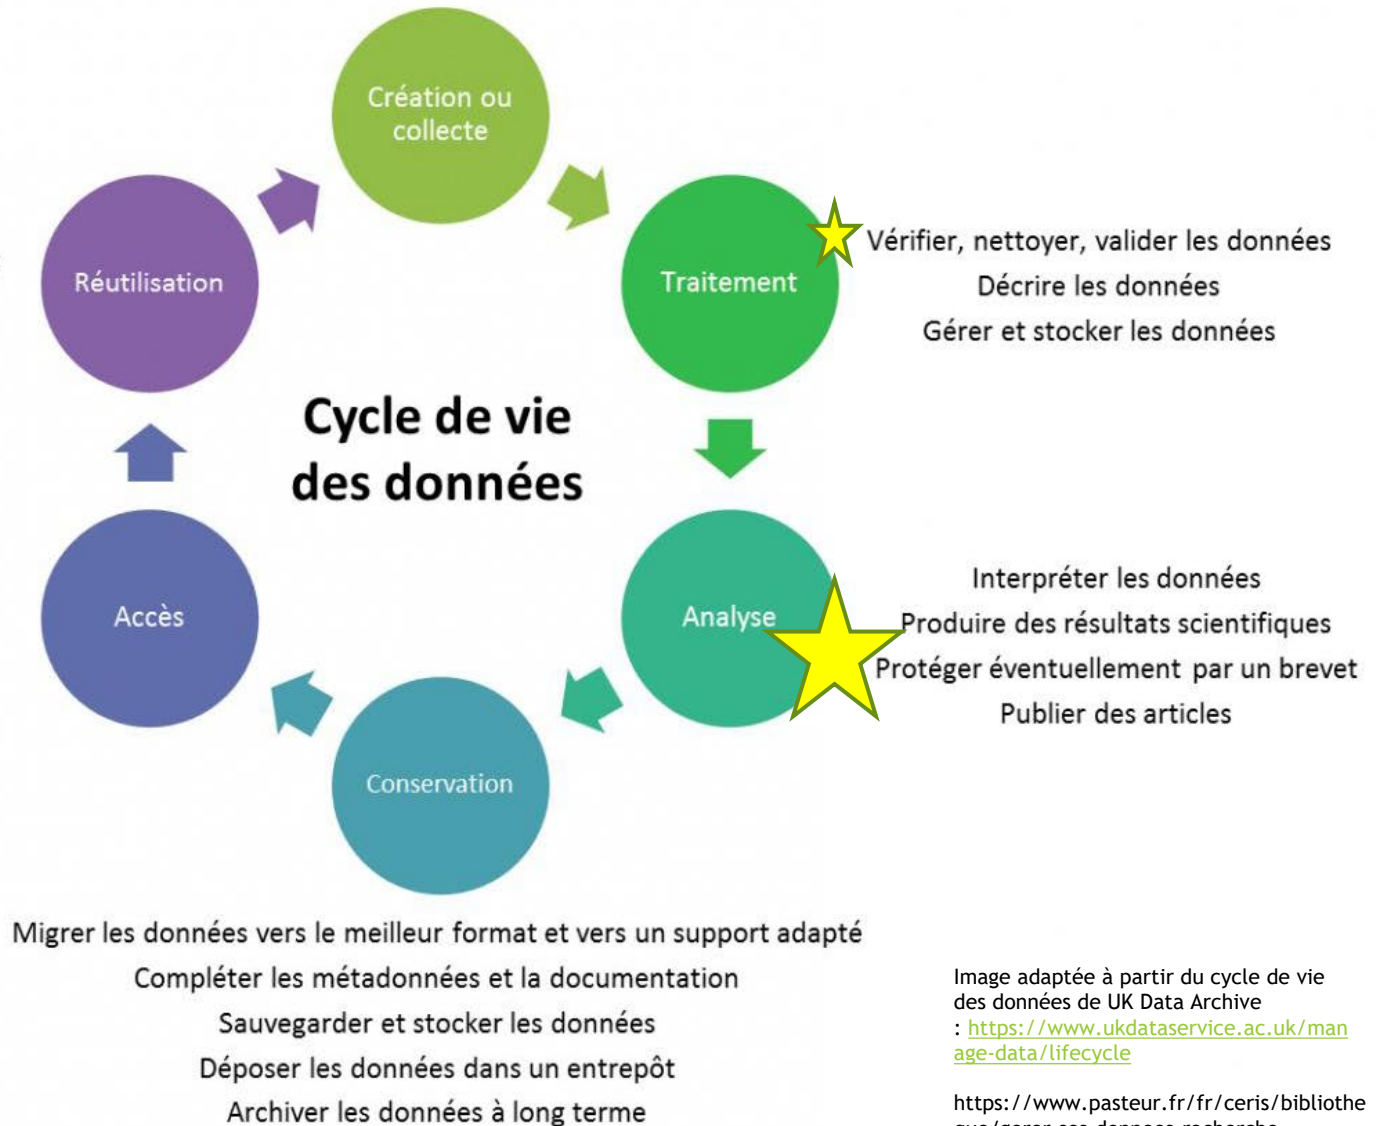 Création ou
collecte
Traitement
Vérifier, nettoyer, valider les données
Décrire les données
Gérer et stocker les données
Réutilisation
Cycle de vie
des données
Analyse
Interpréter les données
Produire des résultats scientifiques
Protéger éventuellement par un brevet
Publier des articles
Accès
Conservation
Migrer les données vers le meilleur format et vers un support adapté
Compléter les métadonnées et la documentation
Sauvegarder et stocker les données
Déposer les données dans un entrepôt
Archiver les données à long terme
Image adaptée à partir du cycle de vie
des données de UK Data Archive
: https://www.ukdataservice.ac.uk/man
age-data/lifecycle
https://www.pasteur.fr/fr/ceris/bibliothe
que/gerer-ses-donnees-recherche